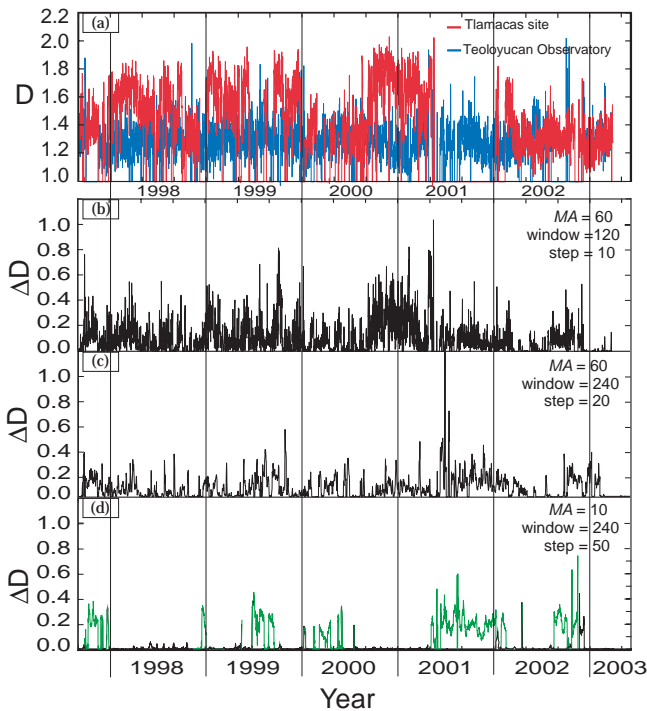 (a)
Tlamacas site
Teoloyucan Observatory
D
2.2
2.0
1.8
1.6
1.4
1.2
1.0
1998 1999 2000 2001 2002
(b)
MA = 60
window =120
step = 10
ΔD
1.0
0.8
0.6
0.4
0.2
0.0
(c)
MA = 60
window = 240
step = 20
ΔD
1.0
0.8
0.6
0.4
0.2
0.0
(d)
MA = 10
window = 240
step = 50
ΔD
1.0
0.8
0.6
0.4
0.2
0.0
1998 1999 2000 2001 2002 2003
Year